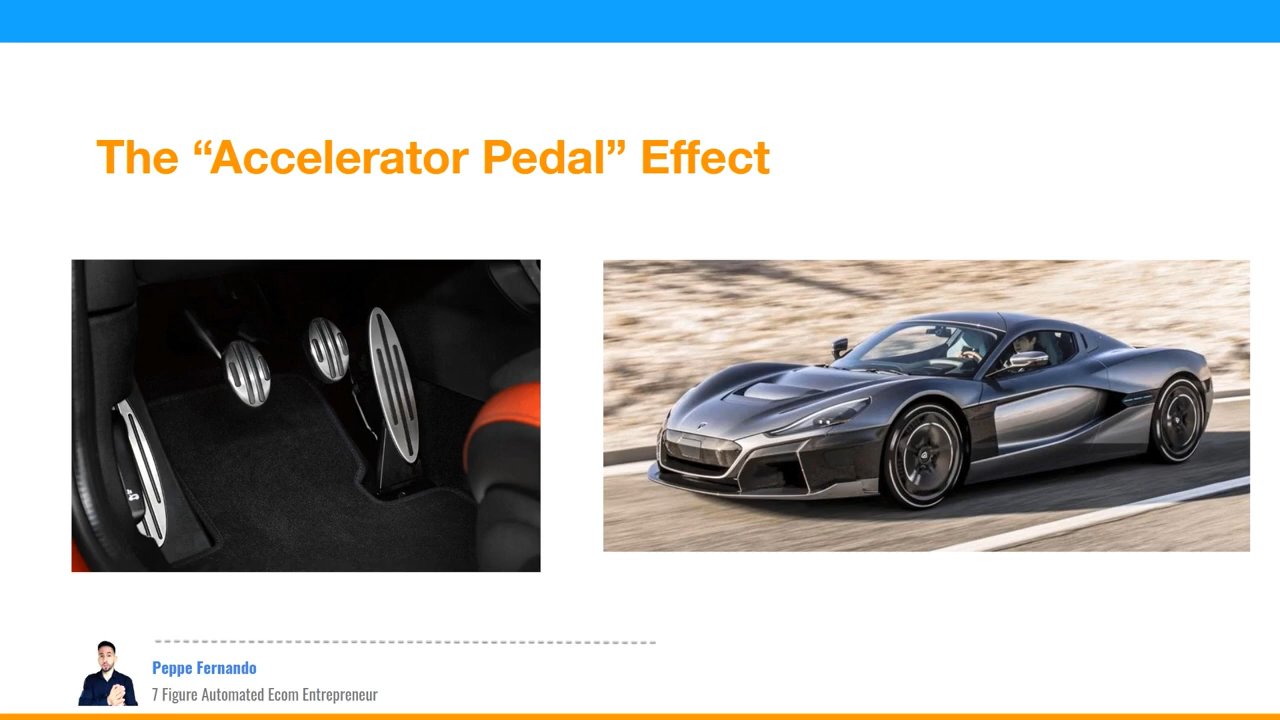 The “Accelerator Pedal” Effect
Peppe Fernando
7 Figure Automated Ecom Entrepreneur